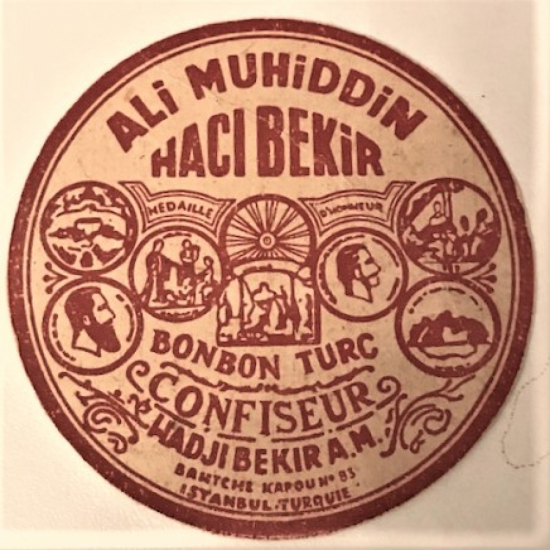 ALi MUHiDDiN
HACI BEKiR
MEDAILLE D'HONNEUR
BONBON TURC
CONFISEUR
HADJI BEKIR A.M.
BAHTCHE KAPOU Nº 83
ISTANBUL-TURQUIE